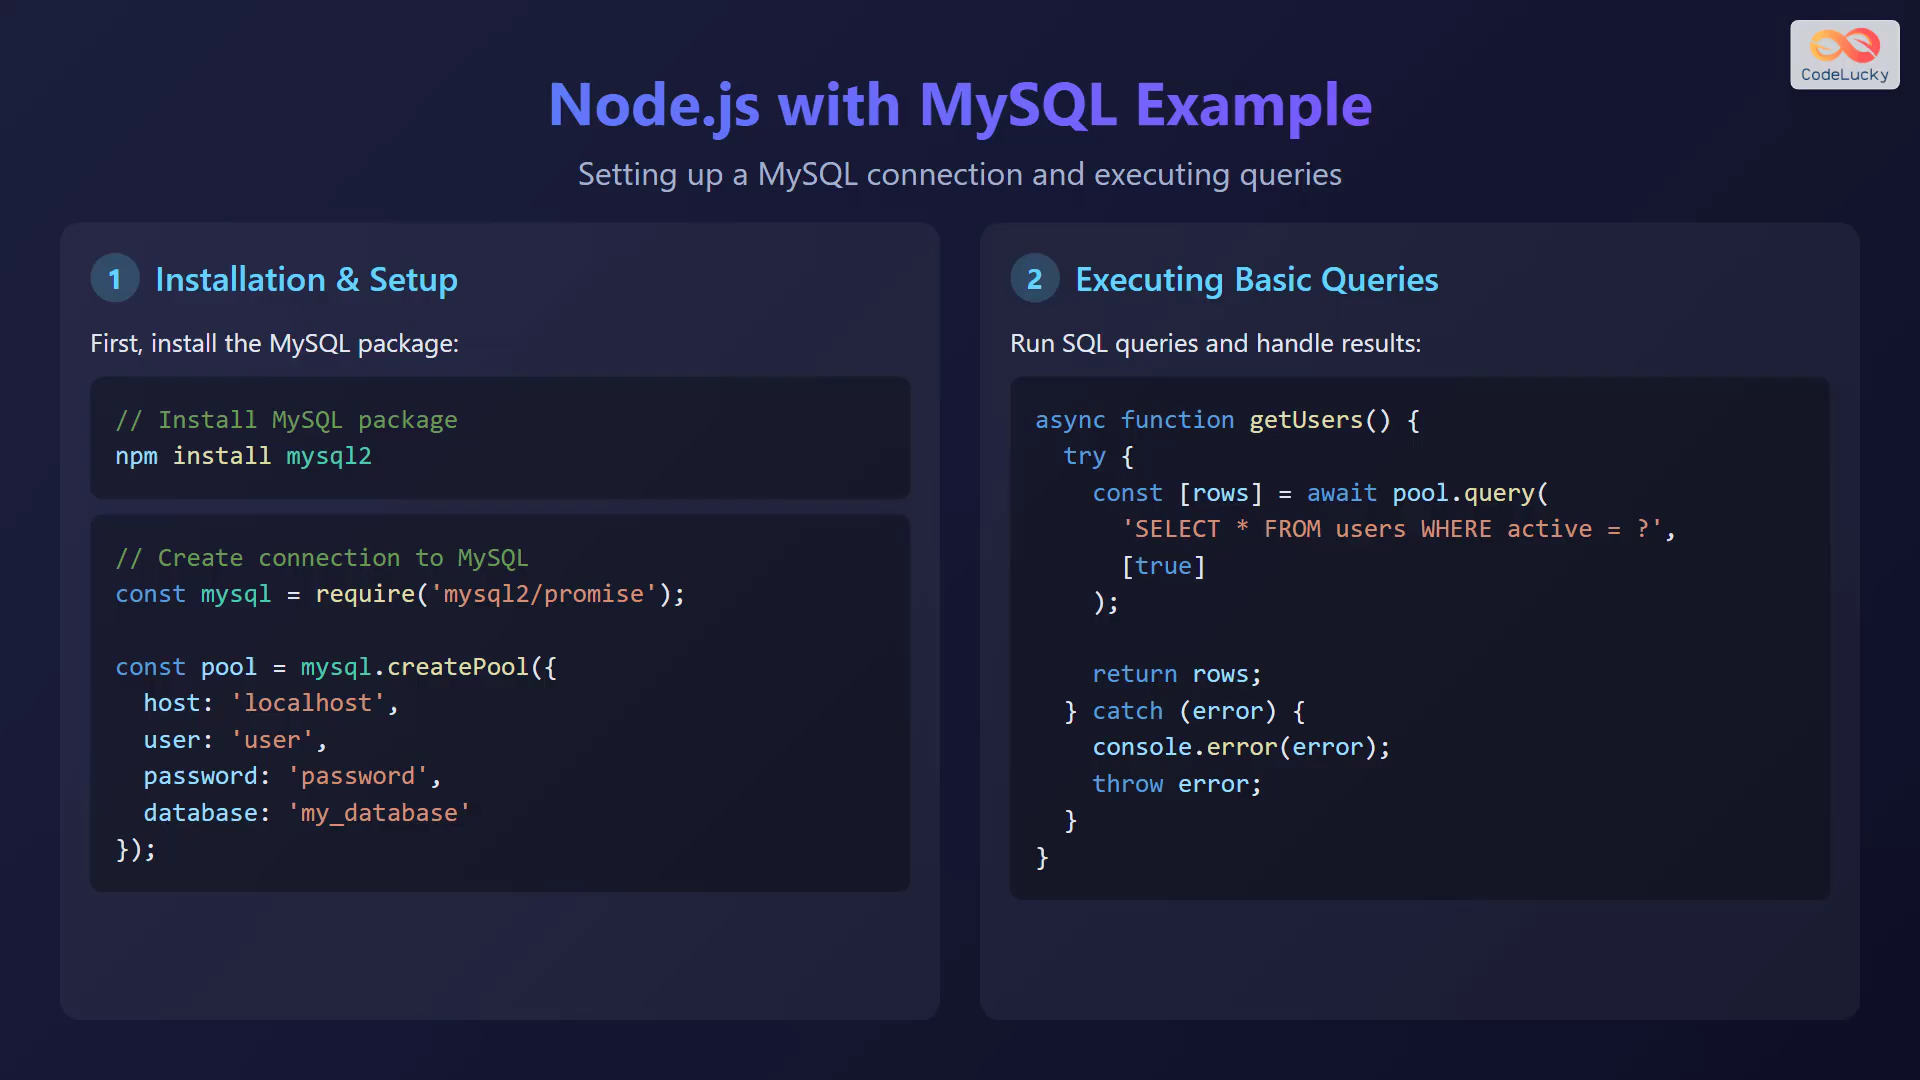 CodeLucky
Node.js with MySQL Example
Setting up a MySQL connection and executing queries
1 Installation & Setup
First, install the MySQL package:
// Install MySQL package
npm install mysql2
// Create connection to MySQL
const mysql = require('mysql2/promise');
const pool = mysql.createPool({
  host: 'localhost',
  user: 'user',
  password: 'password',
  database: 'my_database'
});
2 Executing Basic Queries
Run SQL queries and handle results:
async function getUsers() {
  try {
    const [rows] = await pool.query(
      'SELECT * FROM users WHERE active = ?',
      [true]
    );
    return rows;
  } catch (error) {
    console.error(error);
    throw error;
  }
}